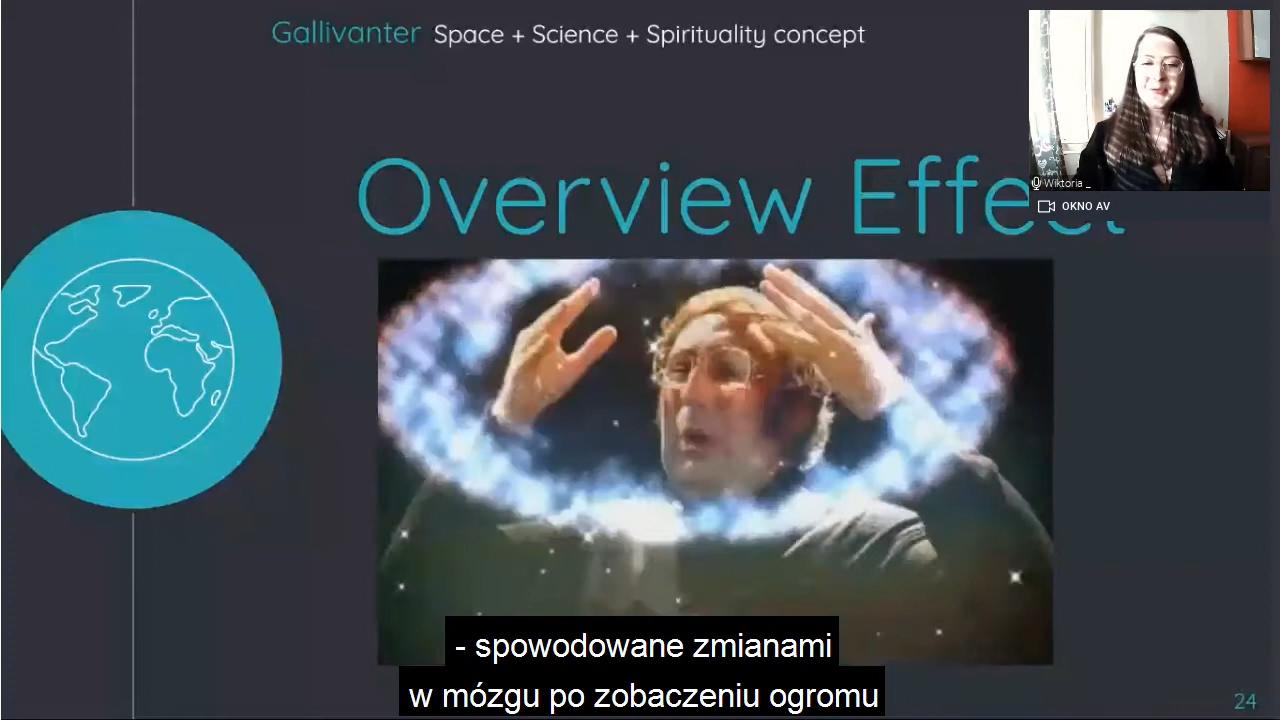 Gallivanter Space + Science + Spirituality concept
Overview Effect
Wiktoria _
OKNO AV
- spowodowane zmianami
w mózgu po zobaczeniu ogromu
24